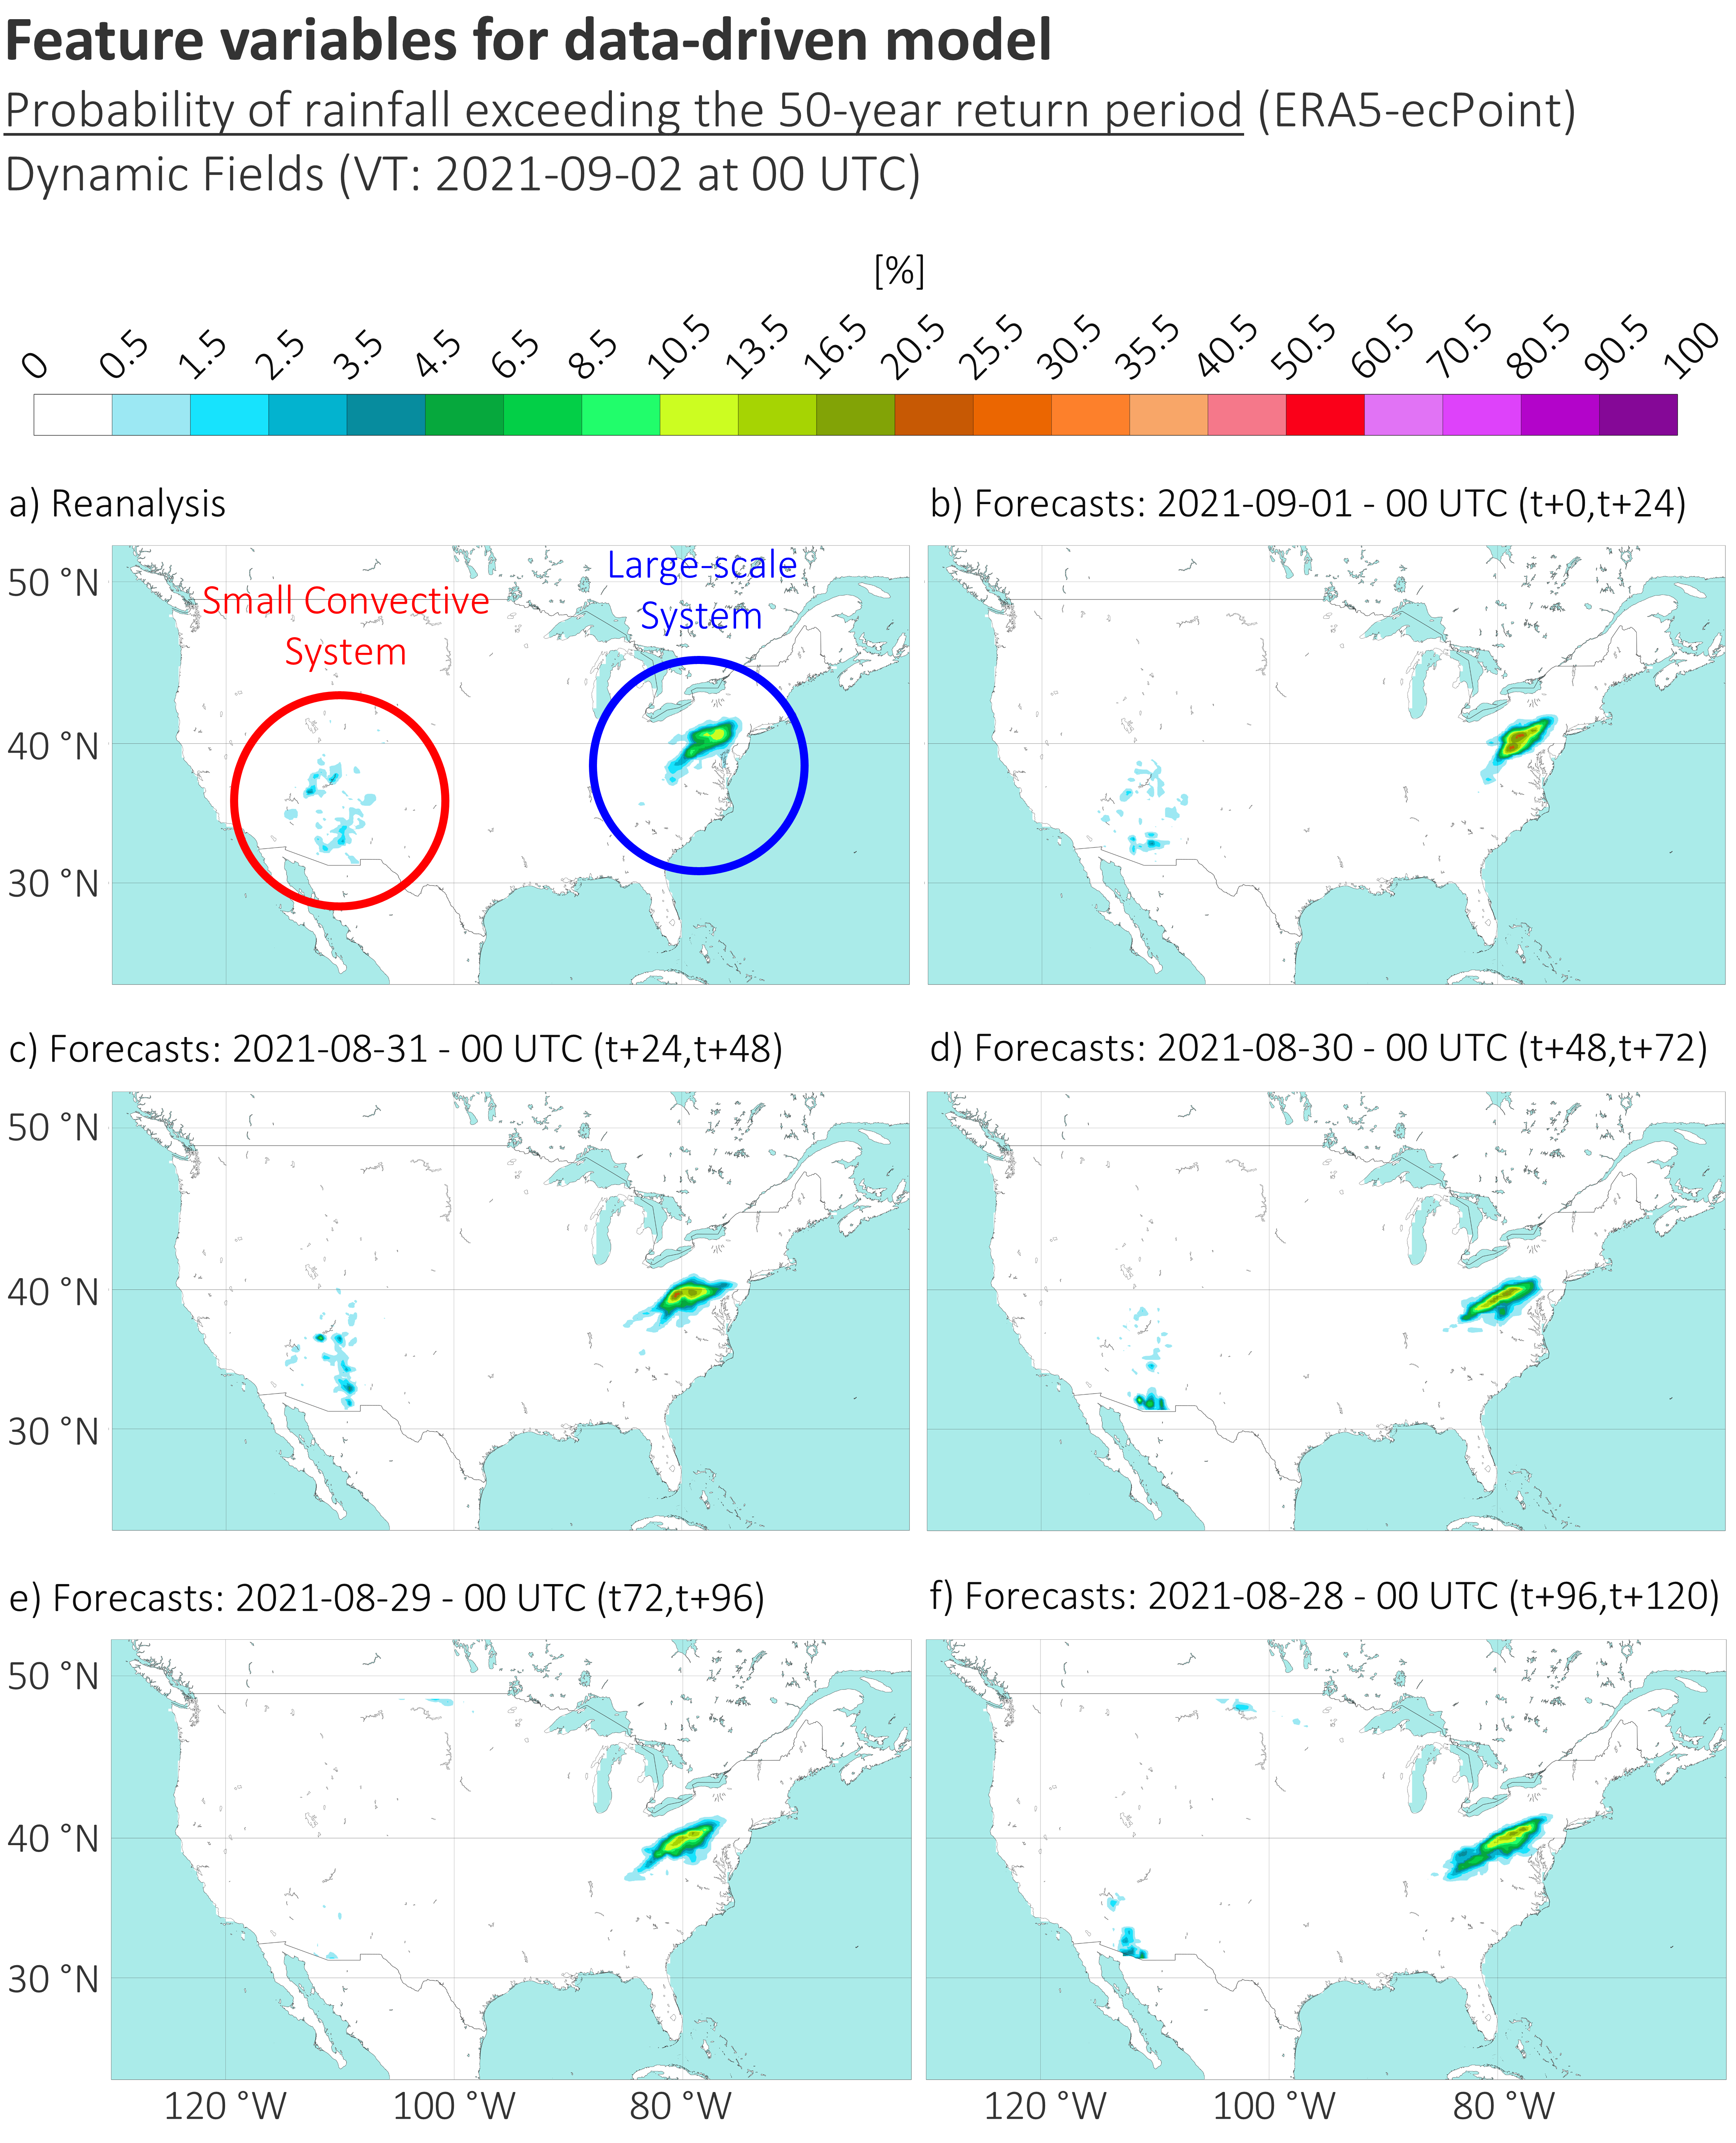 Feature variables for data-driven model
Probability of rainfall exceeding the 50-year return period (ERA5-ecPoint)
Dynamic Fields (VT: 2021-09-02 at 00 UTC)
[%]
0 0.5 1.5 2.5 3.5 4.5 6.5 8.5 10.5 13.5 16.5 20.5 25.5 30.5 35.5 40.5 50.5 60.5 70.5 80.5 90.5 100
a) Reanalysis
b) Forecasts: 2021-09-01 - 00 UTC (t+0,t+24)
50 °N
40 °N
30 °N
Small Convective
System
Large-scale
System
c) Forecasts: 2021-08-31 - 00 UTC (t+24,t+48)
d) Forecasts: 2021-08-30 - 00 UTC (t+48,t+72)
50 °N
40 °N
30 °N
e) Forecasts: 2021-08-29 - 00 UTC (t72,t+96)
f) Forecasts: 2021-08-28 - 00 UTC (t+96,t+120)
50 °N
40 °N
30 °N
120 °W 100 °W 80 °W
120 °W 100 °W 80 °W